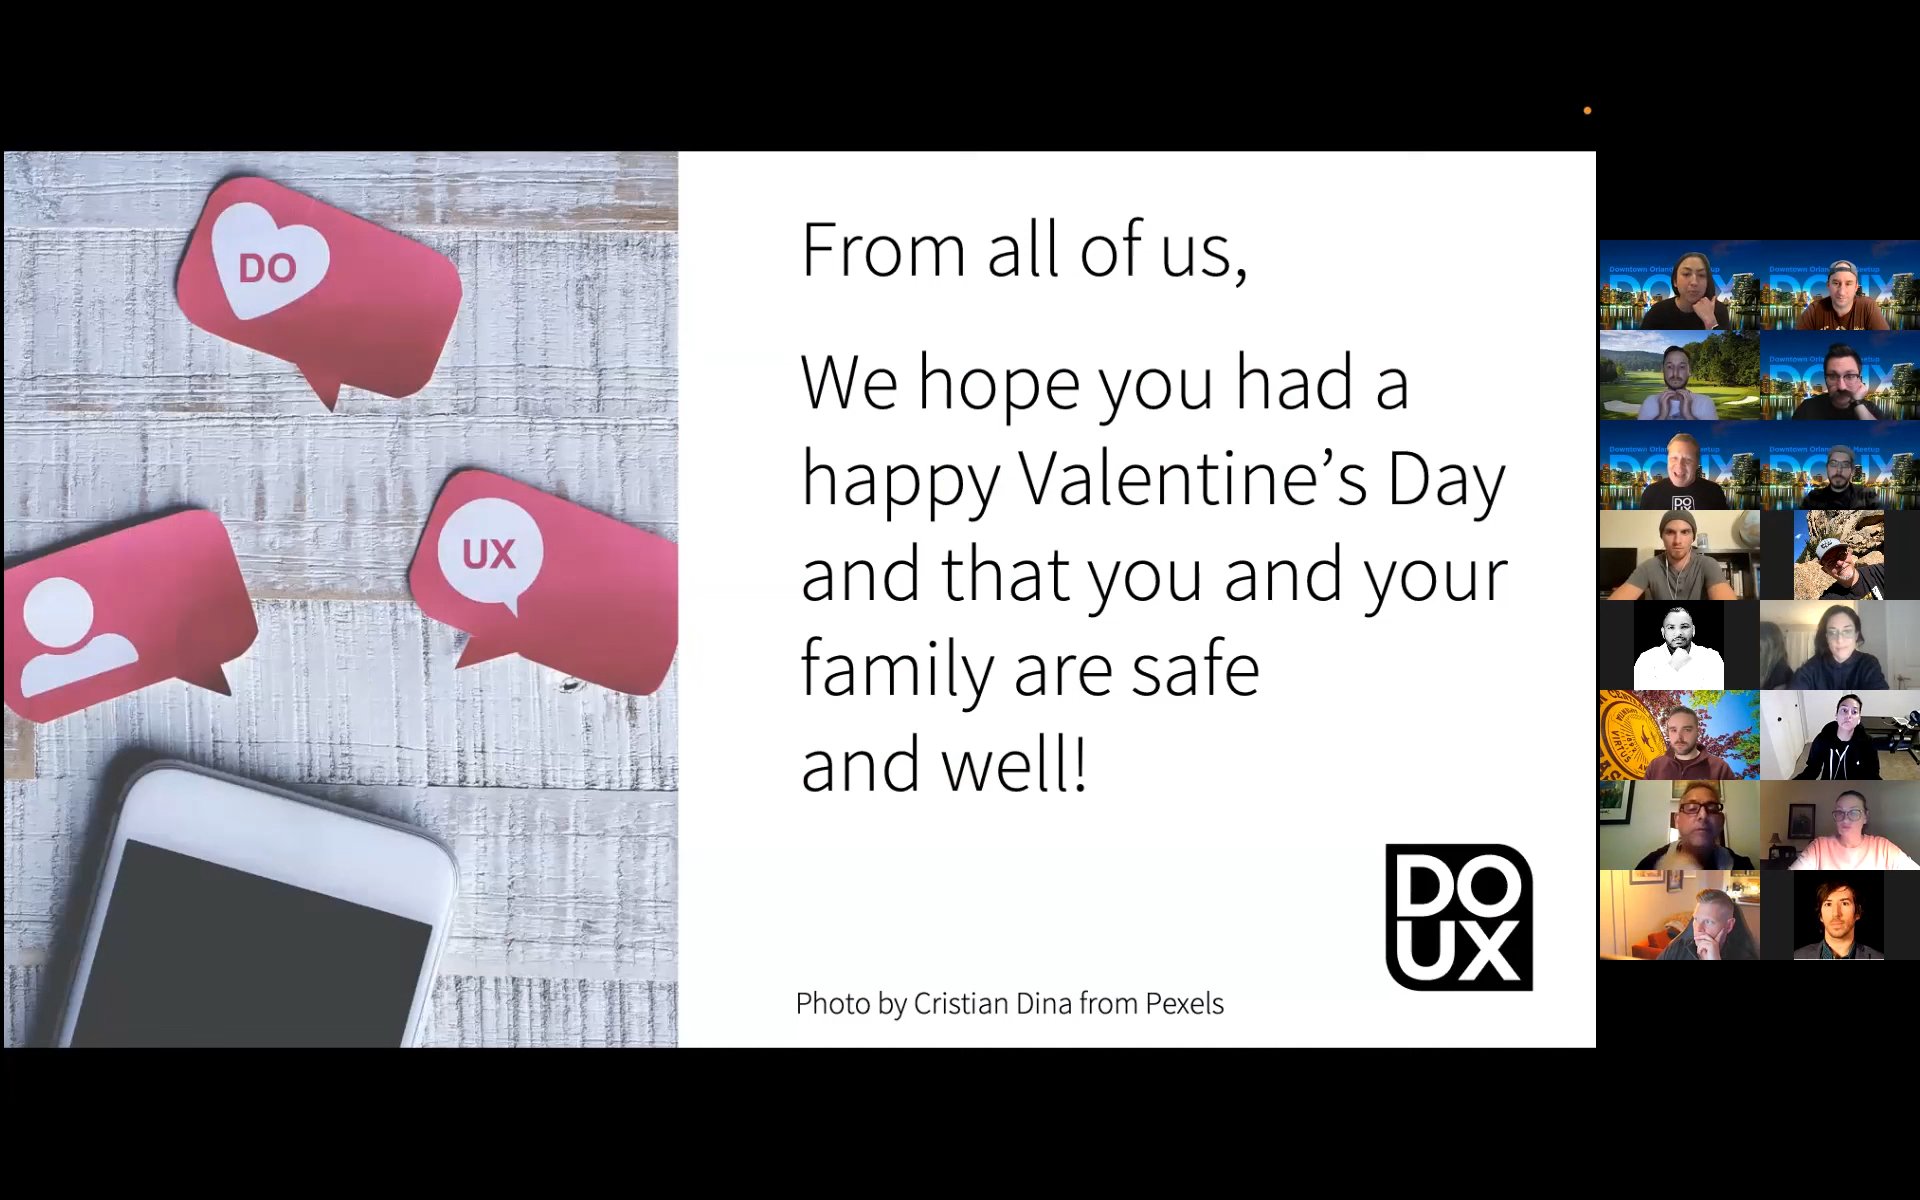 DO
UX
From all of us,
We hope you had a
happy Valentine’s Day
and that you and your
family are safe
and well!
DO
UX
Photo by Cristian Dina from Pexels